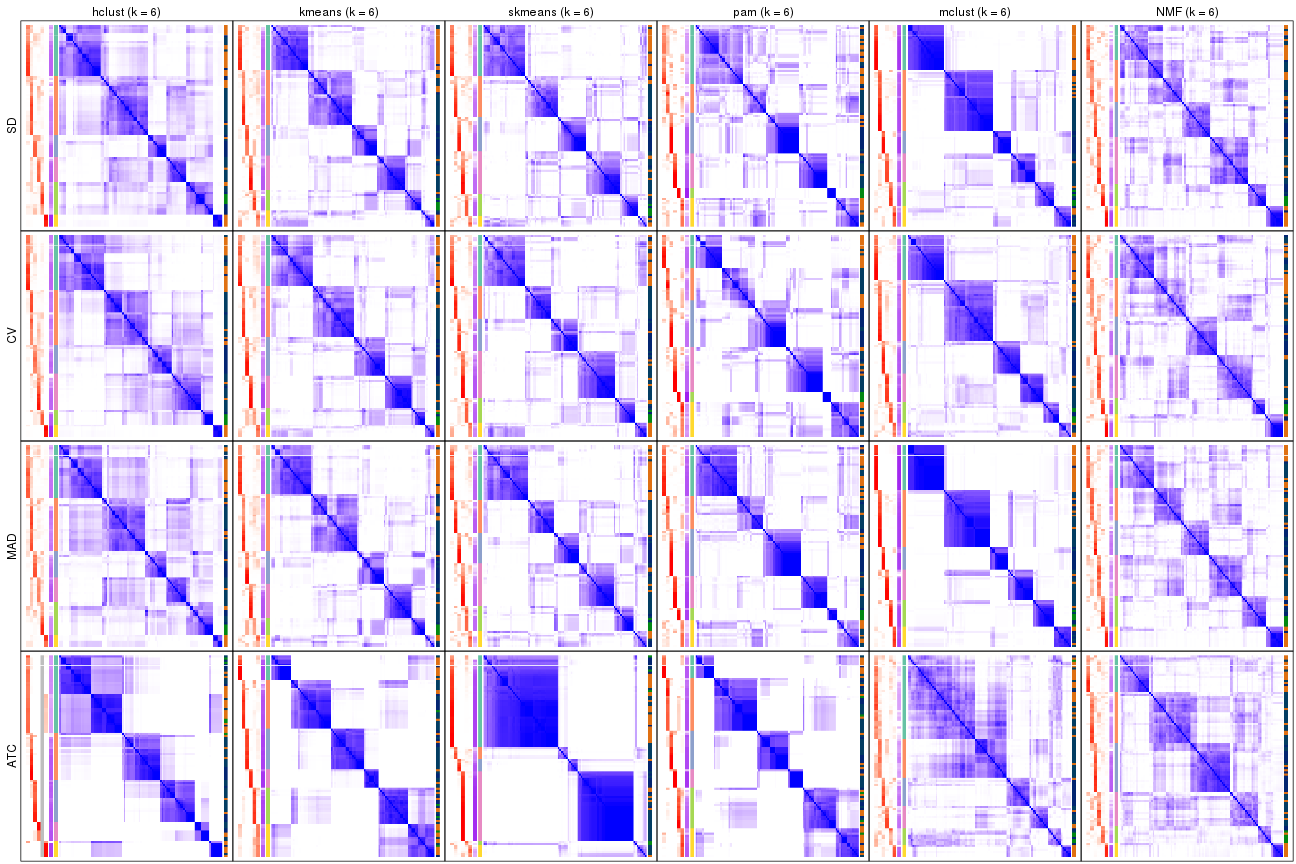 hclust (k = 6) kmeans (k = 6) skmeans (k = 6) pam (k = 6) mclust (k = 6) NMF (k = 6)
SD
CV
MAD
ATC